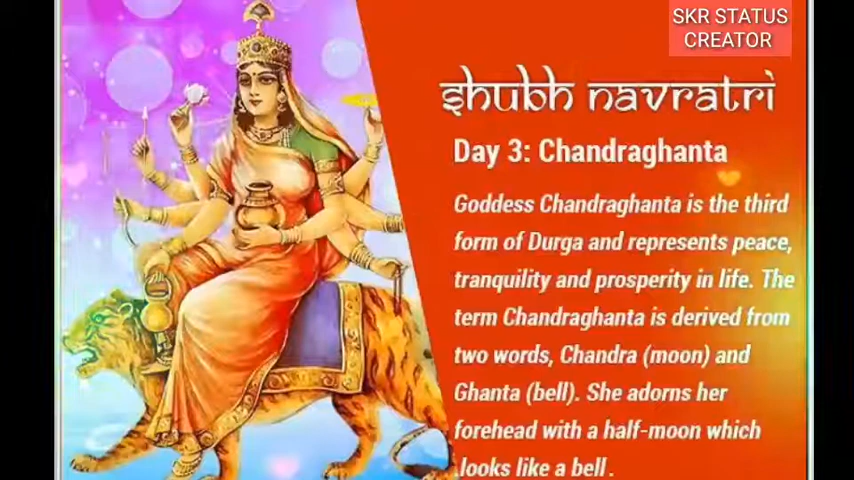 SKR STATUS
CREATOR
shubh navratri
Day 3: Chandraghanta
Goddess Chandraghanta is the third
form of Durga and represents peace,
tranquility and prosperity in life. The
term Chandraghanta is derived from
two words, Chandra (moon) and
Ghanta (bell). She adorns her
forehead with a half-moon which
looks like a bell.